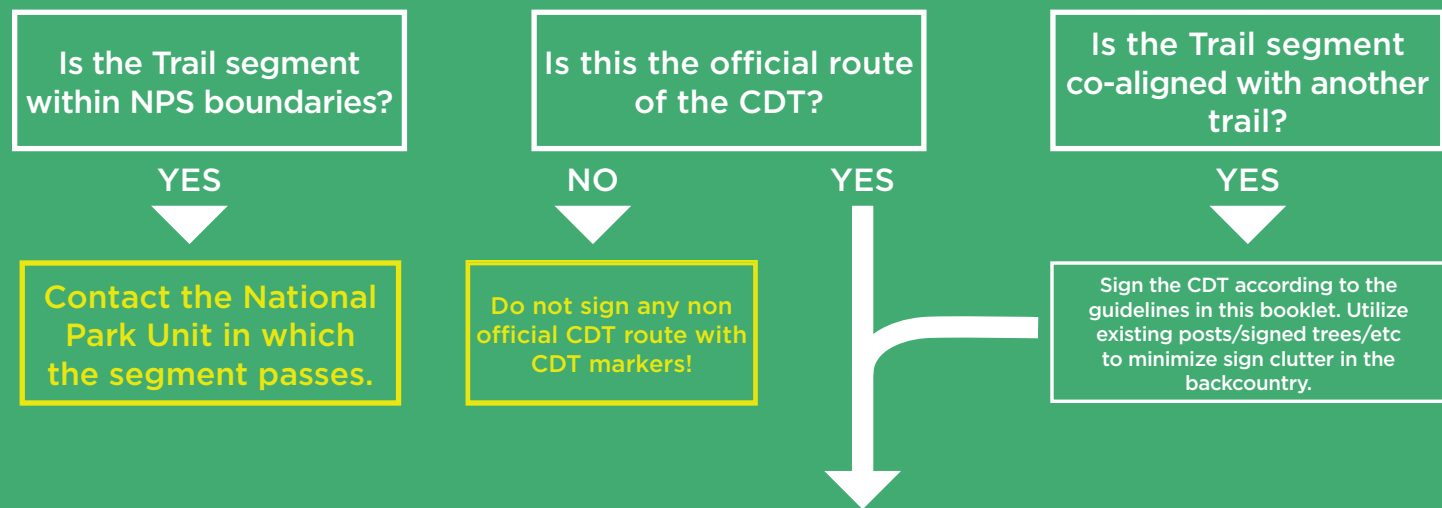 Is the Trail segment
within NPS boundaries?
YES
Contact the National
Park Unit in which
the segment passes.
Is this the official route
of the CDT?
NO
YES
Do not sign any non
official CDT route with
CDT markers!
Is the Trail segment
co-aligned with another
trail?
YES
Sign the CDT according to the
guidelines in this booklet. Utilize
existing posts/signed trees/etc
to minimize sign clutter in the
backcountry.